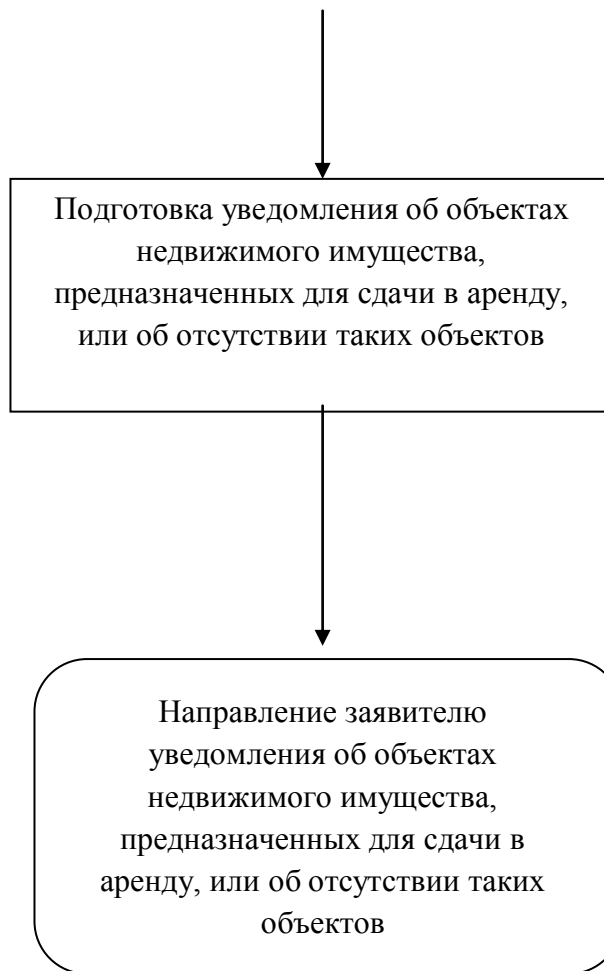 Подготовка уведомления об объектах
недвижимого имущества,
предназначенных для сдачи в аренду,
или об отсутствии таких объектов
Направление заявителю
уведомления об объектах
недвижимого имущества,
предназначенных для сдачи в
аренду, или об отсутствии таких
объектов